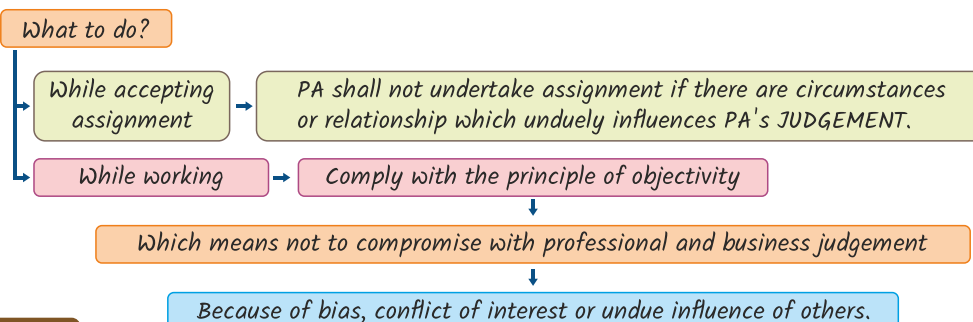 What to do?
While accepting
assignment
PA shall not undertake assignment if there are circumstances
or relationship which unduely influences PA's JUDGEMENT.
While working
Comply with the principle of objectivity
Which means not to compromise with professional and business judgement
Because of bias, conflict of interest or undue influence of others.